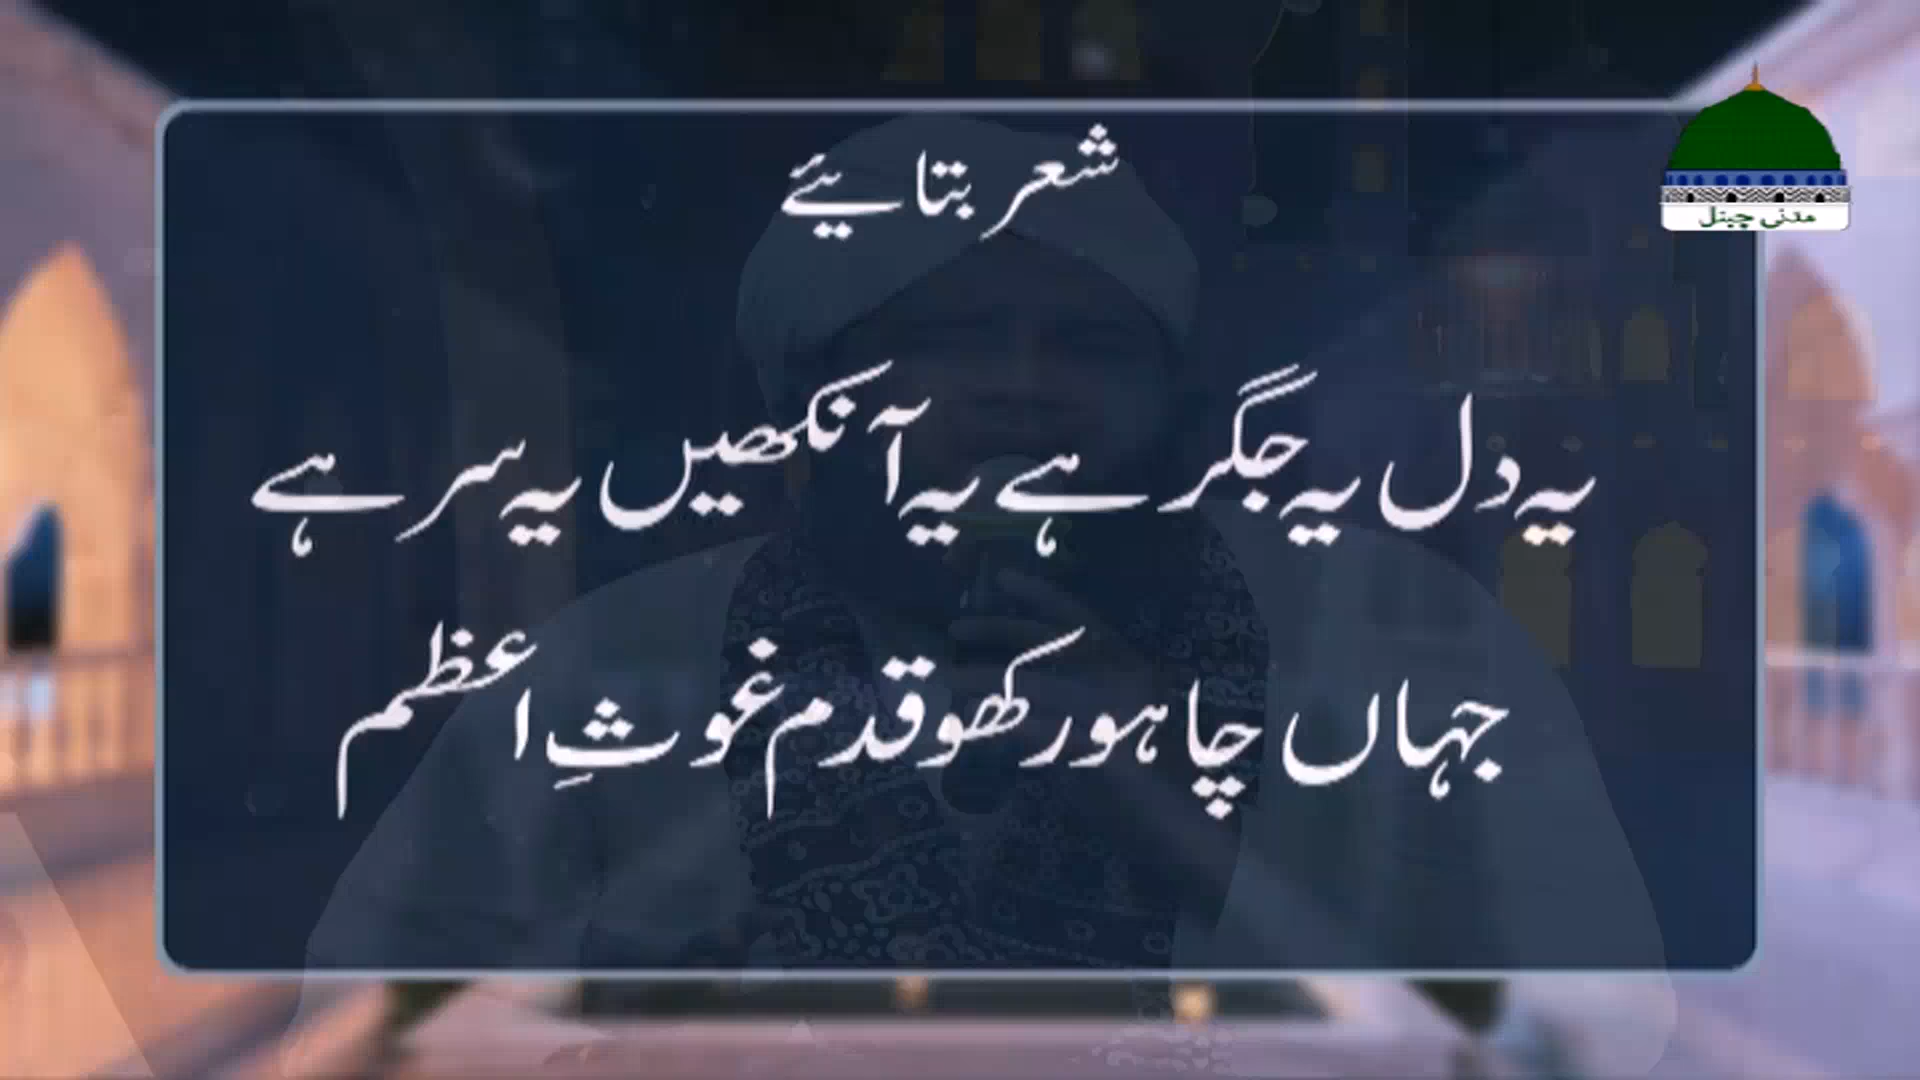 شعر بتایئے
مدنی چینل
یہ دل یہ جگر ہے یہ آنکھیں یہ سر ہے
جہاں چاہو رکھو قدم غوثِ اعظم